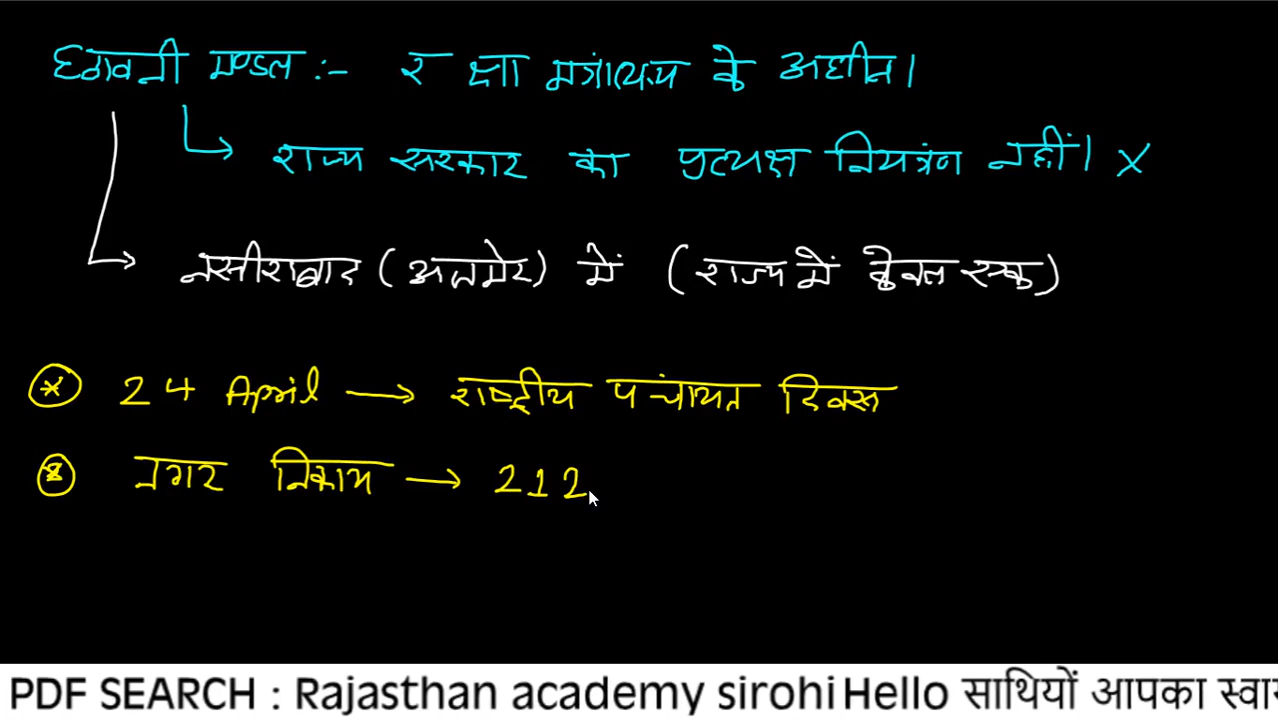 छावनी मण्डल :- रक्षा मंत्रालय के अधीन।
राज्य सरकार का प्रत्यक्ष नियंत्रण नहीं। X
नसीराबाद (अजमेर) में (राज्य में केवल एक)
* 24 April → राष्ट्रीय पंचायत दिवस
* नगर निकाय → 212
PDF SEARCH : Rajasthan academy sirohi Hello साथियों आपका